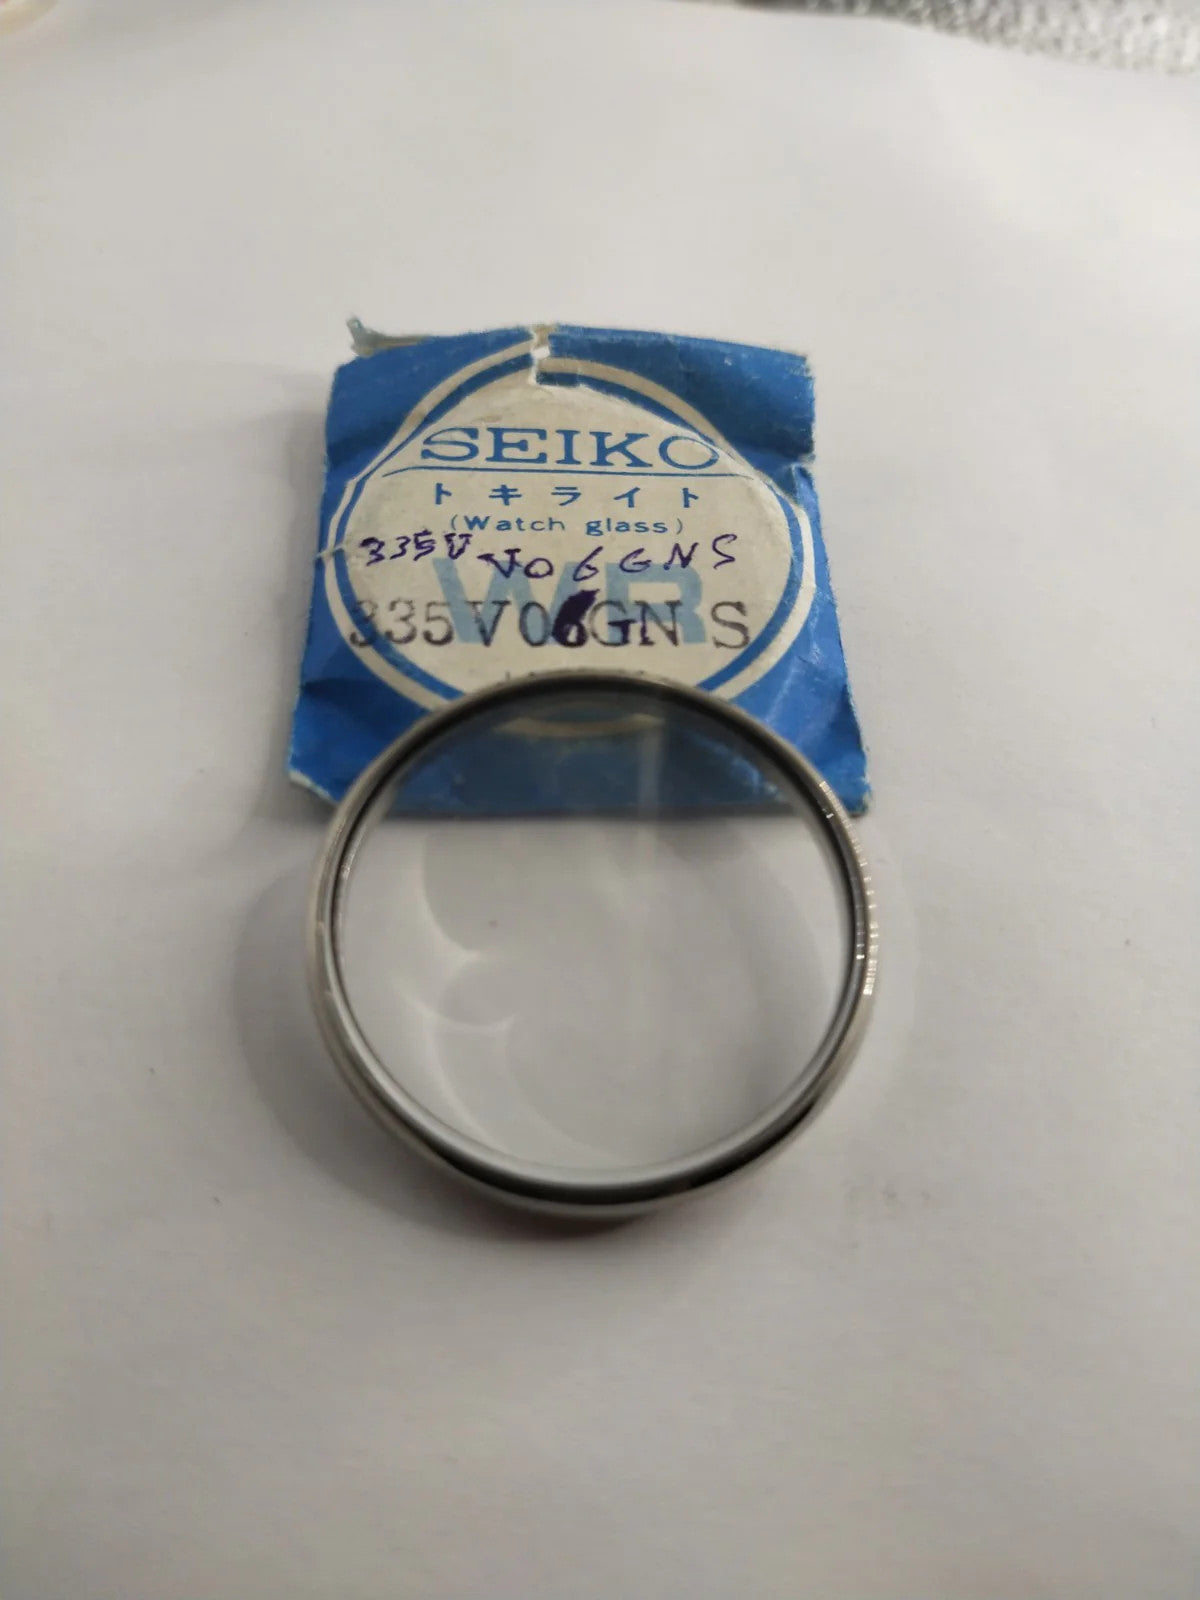 SEIKO
トキライト
(Watch glass)
335V V06GNS
WR
335V06GN S